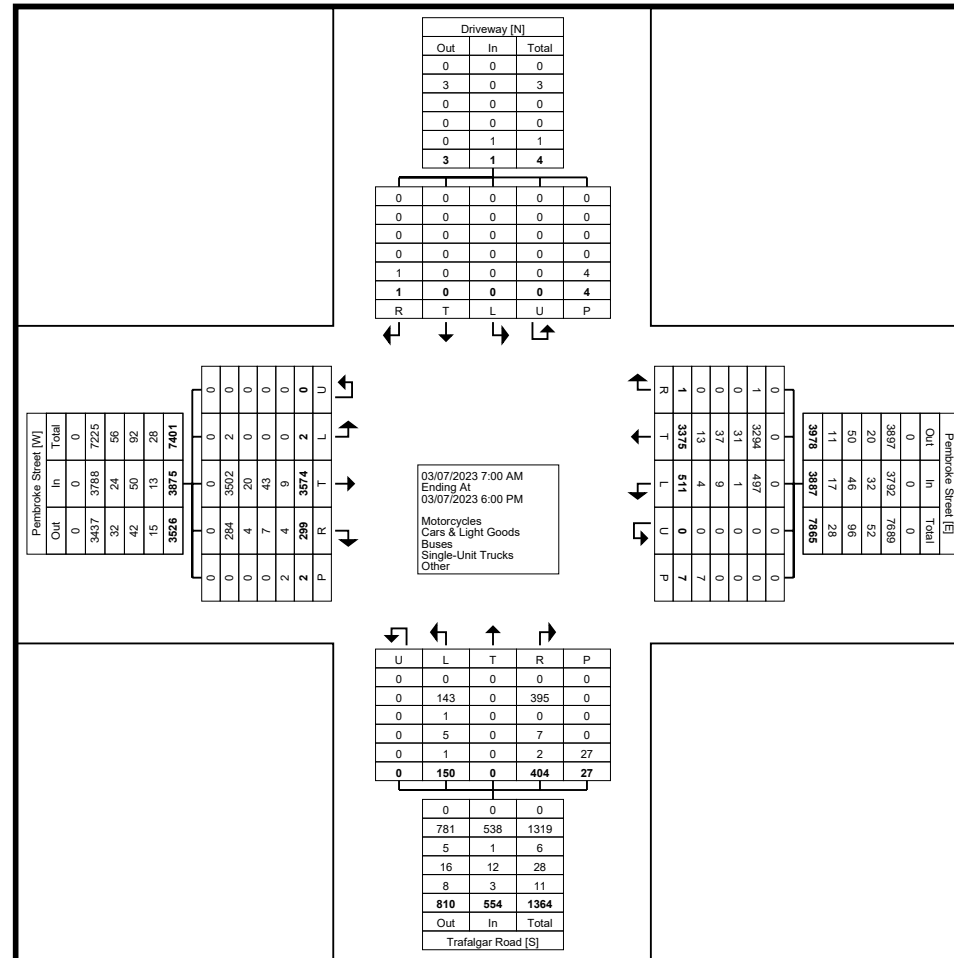 Driveway [N]
Out In Total
0 0 0
3 0 3
0 0 0
0 0 0
0 1 1
3 1 4
0 0 0 0 0
0 0 0 0 0
0 0 0 0 0
0 0 0 0 0
1 0 0 0 4
1 0 0 0 4
R T L U P
Pembroke Street [W]
Out In Total
0 0 0
3437 3788 7225
32 24 56
42 50 92
15 13 28
3526 3875 7401
0 0 0 0 0
0 284 3502 2 0
0 4 20 0 0
0 7 43 0 0
2 4 9 0 0
2 299 3574 2 0
P R T L U
03/07/2023 7:00 AM
Ending At
03/07/2023 6:00 PM
Motorcycles
Cars & Light Goods
Buses
Single-Unit Trucks
Other
Pembroke Street [E]
Out In Total
0 0 0
3897 3792 7689
20 32 52
50 46 96
11 17 28
3978 3887 7865
0 0 0 0 0
1 3294 497 0 0
0 31 1 0 0
0 37 9 0 0
0 13 4 0 7
1 3375 511 0 7
R T L U P
U L T R P
0 0 0 0 0
0 143 0 395 0
0 1 0 0 0
0 5 0 7 0
0 1 0 2 27
0 150 0 404 27
0 0 0
781 538 1319
5 1 6
16 12 28
8 3 11
810 554 1364
Out In Total
Trafalgar Road [S]